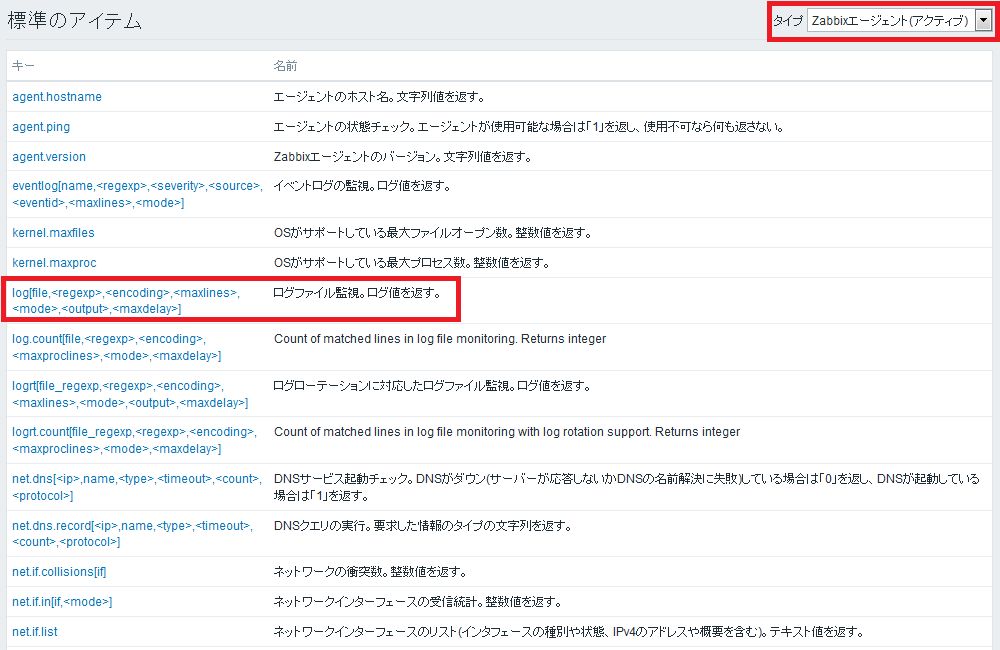 標準のアイテム
タイプ Zabbixエージェント(アクティブ)
キー 名前
agent.hostname エージェントのホスト名。文字列値を返す。
agent.ping エージェントの状態チェック。エージェントが使用可能な場合は「1」を返し、使用不可なら何も返さない。
agent.version Zabbixエージェントのバージョン。文字列値を返す。
eventlog[name,<regexp>,<severity>,<source>, イベントログの監視。ログ値を返す。
<eventid>,<maxlines>,<mode>]
kernel.maxfiles OSがサポートしている最大ファイルオープン数。整数値を返す。
kernel.maxproc OSがサポートしている最大プロセス数。整数値を返す。
log[file,<regexp>,<encoding>,<maxlines>, ログファイル監視。ログ値を返す。
<mode>,<output>,<maxdelay>]
log.count[file,<regexp>,<encoding>, Count of matched lines in log file monitoring. Returns integer
<maxproclines>,<mode>,<maxdelay>]
logrt[file_regexp,<regexp>,<encoding>, ログローテーションに対応したログファイル監視。ログ値を返す。
<maxlines>,<mode>,<output>,<maxdelay>]
logrt.count[file_regexp,<regexp>,<encoding>, Count of matched lines in log file monitoring with log rotation support. Returns integer
<maxproclines>,<mode>,<maxdelay>]
net.dns[<ip>,name,<type>,<timeout>,<count>, DNSサービス起動チェック。DNSがダウン(サーバーが応答しないかDNSの名前解決に失敗)している場合は「0」を返し、DNSが起動している
<protocol>] 場合は「1」を返す。
net.dns.record[<ip>,name,<type>,<timeout>, DNSクエリの実行。要求した情報のタイプの文字列を返す。
<count>,<protocol>]
net.if.collisions[if] ネットワークの衝突数。整数値を返す。
net.if.in[if,<mode>] ネットワークインターフェースの受信統計。整数値を返す。
net.if.list ネットワークインターフェースのリスト(インタフェースの種別や状態、IPv4のアドレスや概要を含む)。テキスト値を返す。